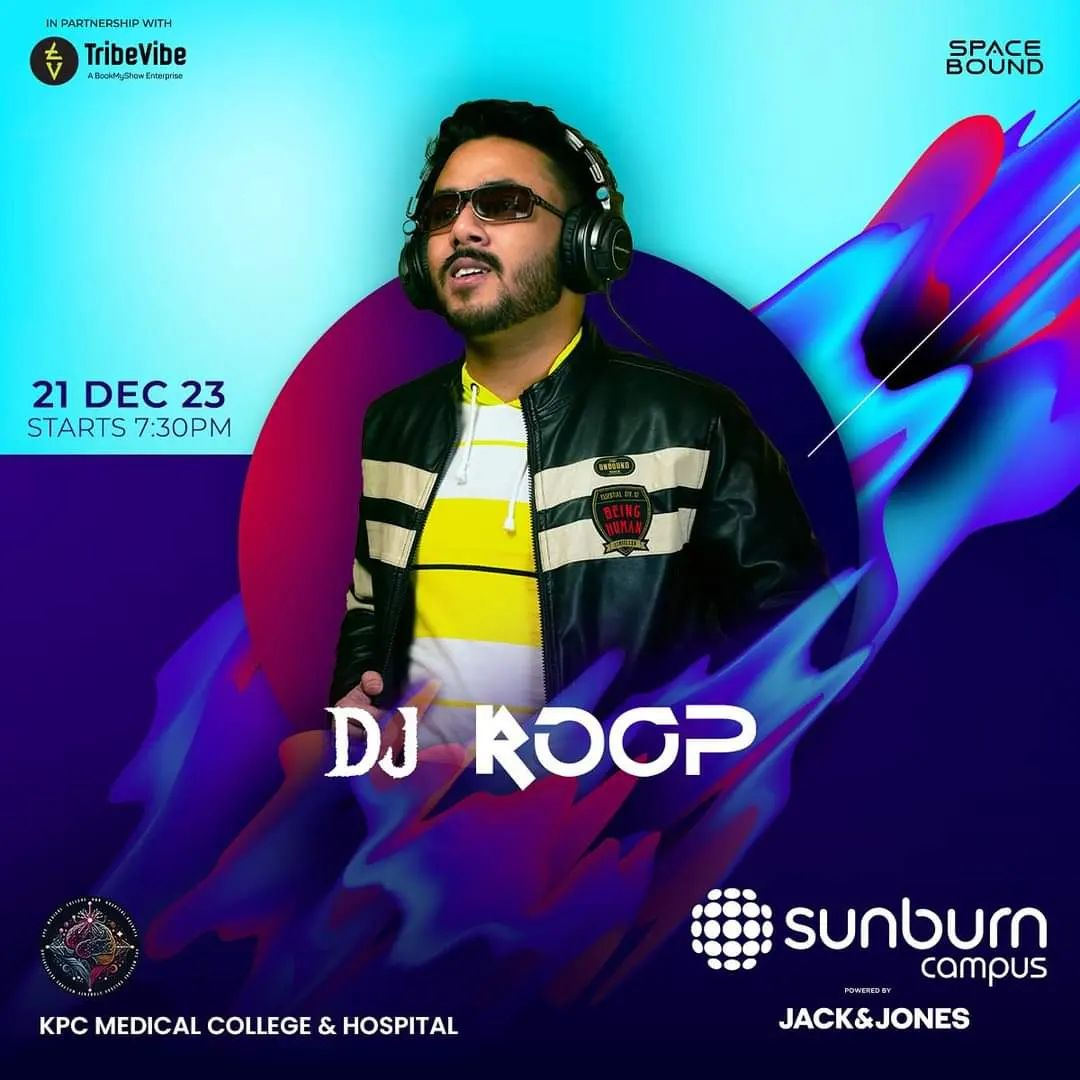 IN PARTNERSHIP WITH
TribeVibe
A BookMyShow Enterprise
SPACE
BOUND
21 DEC 23
STARTS 7:30PM
UNBOUND
BEING
HUMAN
DJ ROOP
sunburn
campus
POWERED BY
JACK&JONES
KPC MEDICAL COLLEGE & HOSPITAL